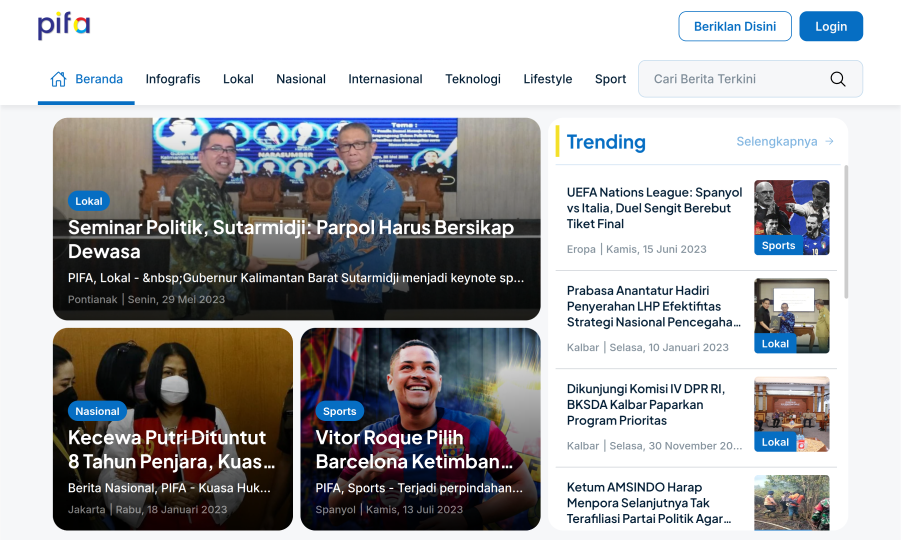 pifa
Beriklan Disini
Login
Beranda
Infografis
Lokal
Nasional
Internasional
Teknologi
Lifestyle
Sport
Cari Berita Terkini
Tema :
NARASUMBER
Lokal
Seminar Politik, Sutarmidji: Parpol Harus Bersikap
Dewasa
PIFA, Lokal - &nbsp;Gubernur Kalimantan Barat Sutarmidji menjadi keynote sp...
Pontianak | Senin, 29 Mei 2023
Nasional
Kecewa Putri Dituntut
8 Tahun Penjara, Kuas...
Berita Nasional, PIFA - Kuasa Huk...
Jakarta | Rabu, 18 Januari 2023
Sports
Vitor Roque Pilih
Barcelona Ketimban...
PIFA, Sports - Terjadi perpindahan...
Spanyol | Kamis, 13 Juli 2023
Trending
Selengkapnya →
UEFA Nations League: Spanyol
vs Italia, Duel Sengit Berebut
Tiket Final
Eropa | Kamis, 15 Juni 2023
Sports
Prabasa Anantatur Hadiri
Penyerahan LHP Efektifitas
Strategi Nasional Pencegaha...
Kalbar | Selasa, 10 Januari 2023
Lokal
Dikunjungi Komisi IV DPR RI,
BKSDA Kalbar Paparkan
Program Prioritas
Kalbar | Selasa, 30 November 20...
Lokal
Ketum AMSINDO Harap
Menpora Selanjutnya Tak
Terafiliasi Partai Politik Agar...